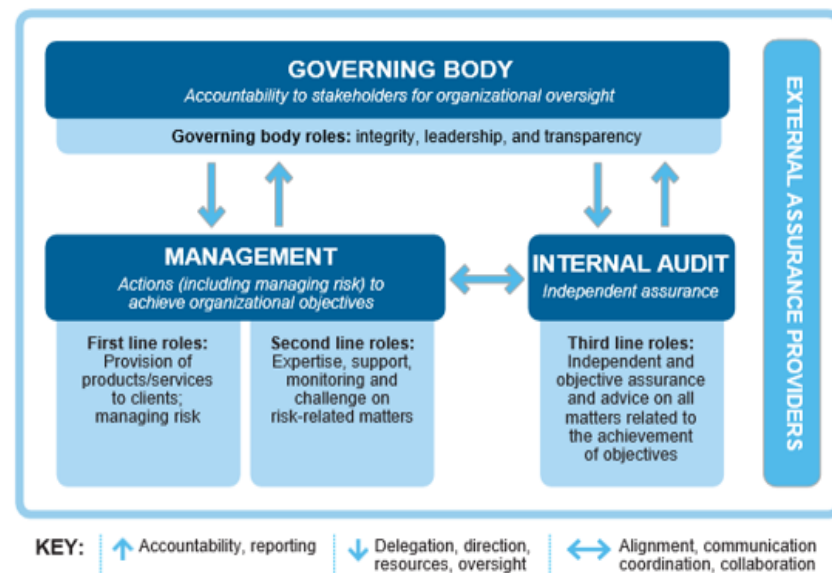 GOVERNING BODY
Accountability to stakeholders for organizational oversight
Governing body roles: integrity, leadership, and transparency
MANAGEMENT
Actions (including managing risk) to
achieve organizational objectives
First line roles:
Provision of
products/services
to clients;
managing risk
Second line roles:
Expertise, support,
monitoring and
challenge on
risk-related matters
INTERNAL AUDIT
Independent assurance
Third line roles:
Independent and
objective assurance
and advice on all
matters related to
the achievement
of objectives
EXTERNAL ASSURANCE PROVIDERS
KEY:
Accountability, reporting
Delegation, direction,
resources, oversight
Alignment, communication
coordination, collaboration